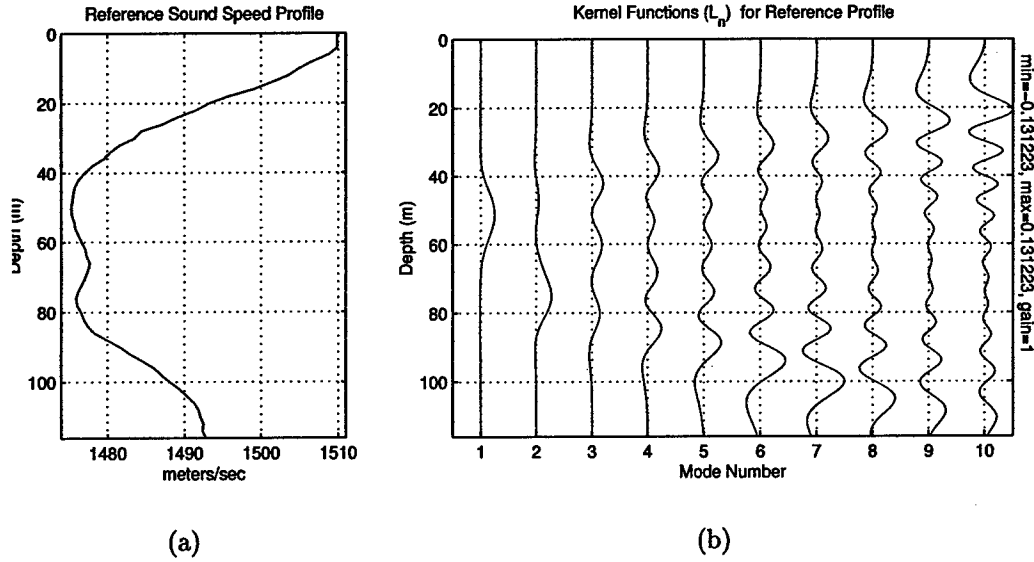 Reference Sound Speed Profile
0
20
40
60
80
100
Depth (m)
1480 1490 1500 1510
meters/sec
(a)
Kernel Functions (L_n) for Reference Profile
0
20
40
60
80
100
Depth (m)
1 2 3 4 5 6 7 8 9 10
Mode Number
min=-0.131223, max=0.131223, gain=1
(b)